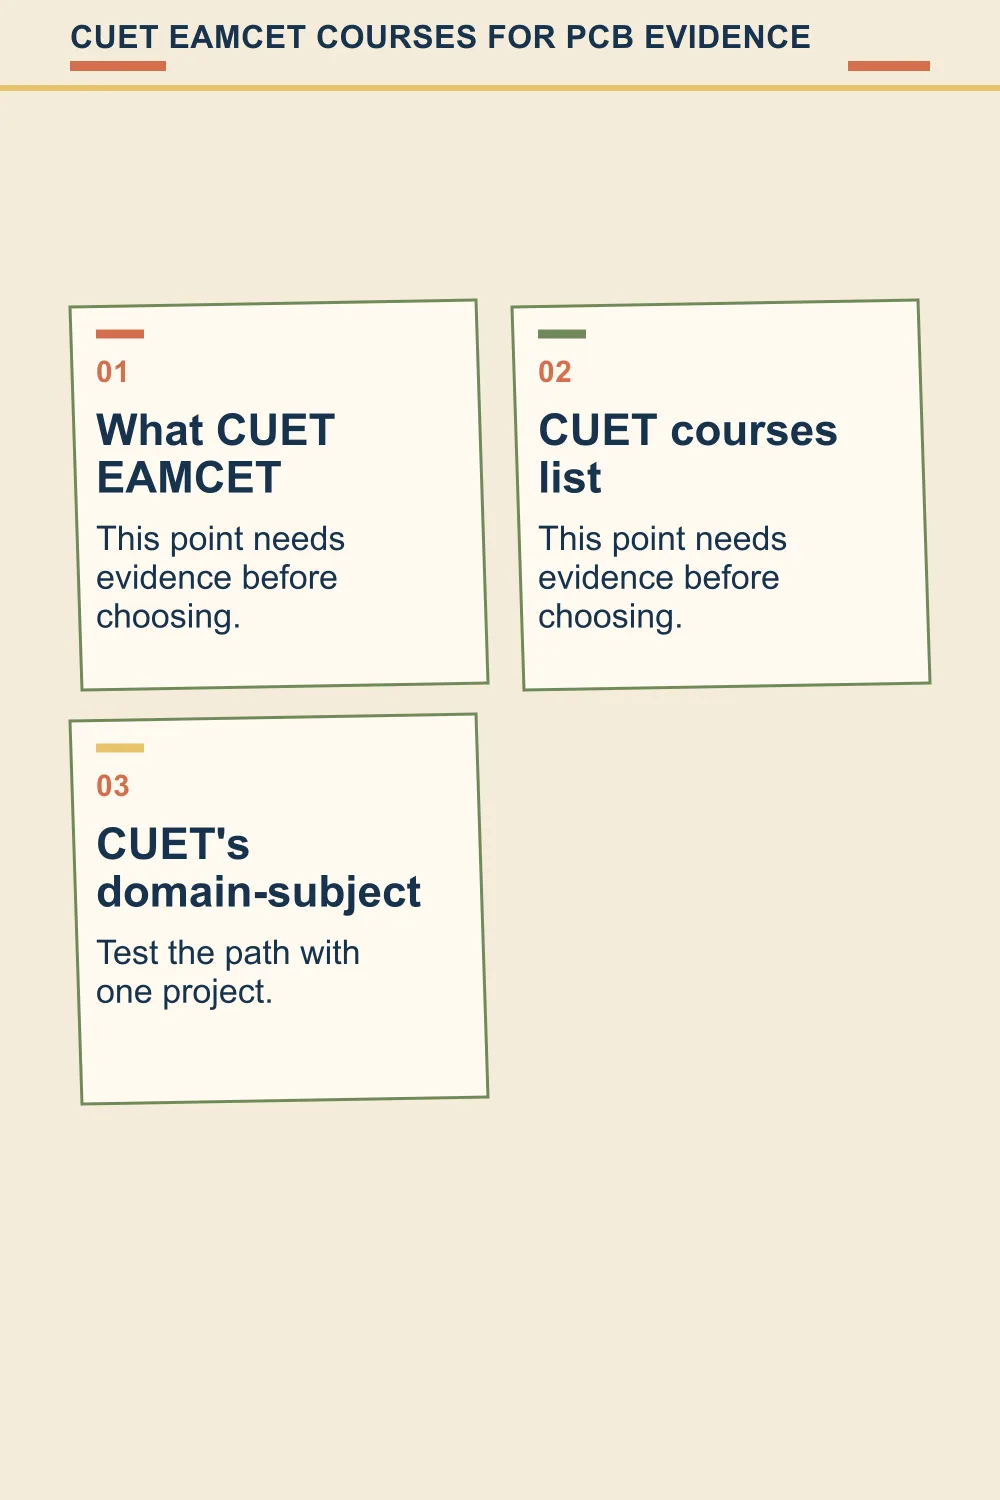 CUET EAMCET COURSES FOR PCB EVIDENCE
01
What CUET
EAMCET
This point needs
evidence before
choosing.
02
CUET courses
list
This point needs
evidence before
choosing.
03
CUET's
domain-subject
Test the path with
one project.